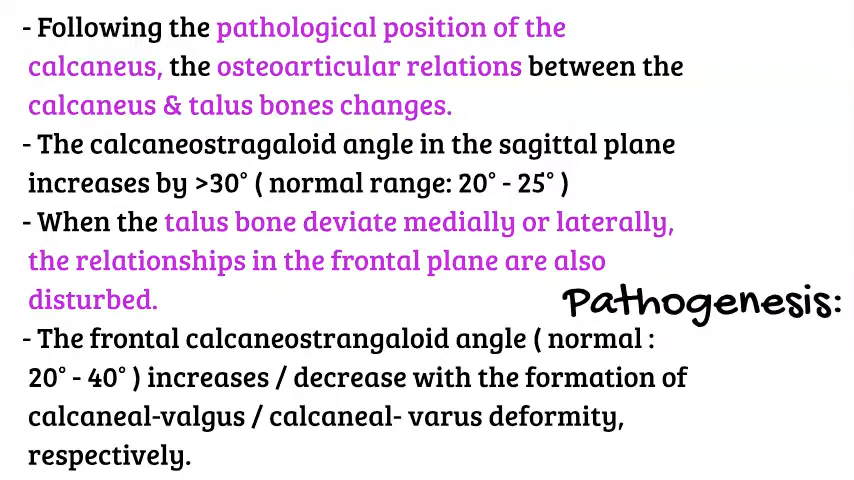 - Following the pathological position of the
calcaneus, the osteoarticular relations between the
calcaneus & talus bones changes.
- The calcaneostragaloid angle in the sagittal plane
increases by >30° ( normal range: 20° - 25° )
- When the talus bone deviate medially or laterally,
the relationships in the frontal plane are also
disturbed.
Pathogenesis:
- The frontal calcaneostrangaloid angle ( normal :
20° - 40° ) increases / decrease with the formation of
calcaneal-valgus / calcaneal- varus deformity,
respectively.